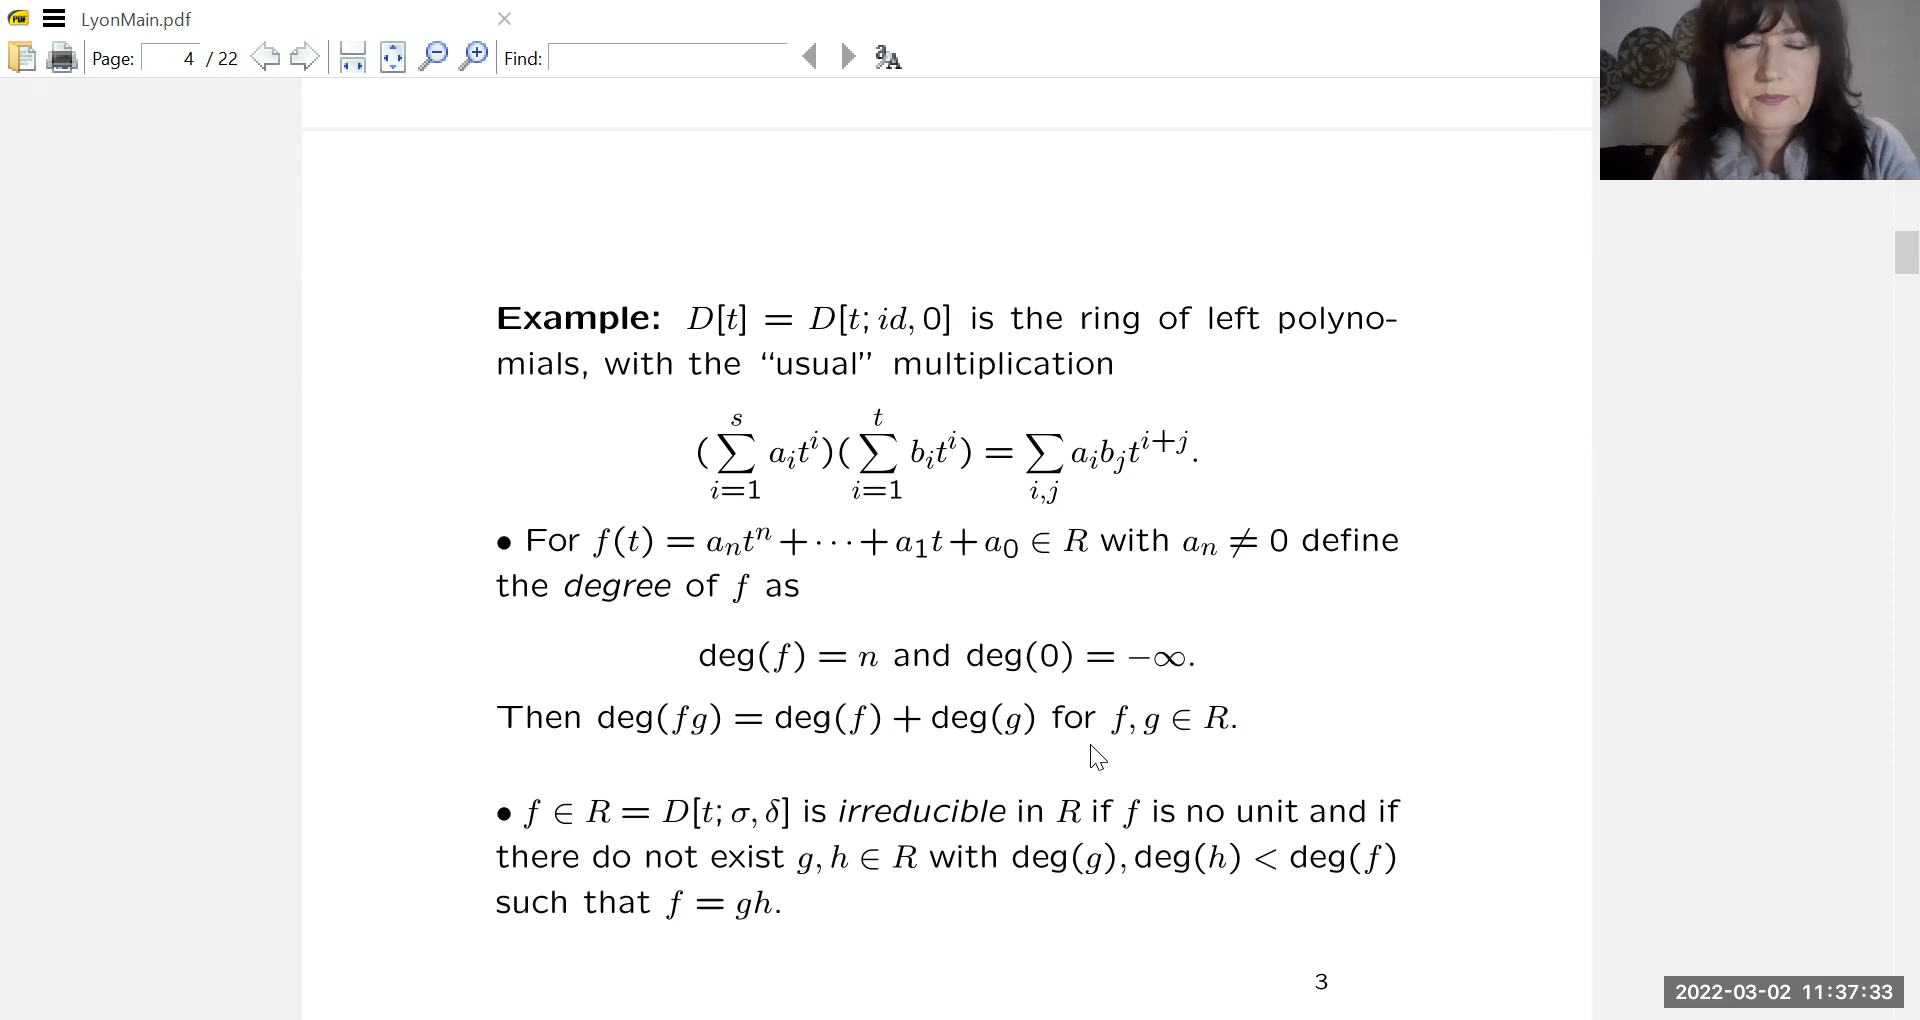 LyonMain.pdf
Page: 4 / 22 Find:
Example: D[t] = D[t; id, 0] is the ring of left polyno-
mials, with the “usual” multiplication
(∑_{i=1}^{s} a_i t^i)(∑_{i=1}^{t} b_i t^i) = ∑_{i,j} a_i b_j t^{i+j}.
• For f(t) = a_n t^n + ··· + a_1 t + a_0 ∈ R with a_n ≠ 0 define
the degree of f as
deg(f) = n and deg(0) = −∞.
Then deg(fg) = deg(f) + deg(g) for f, g ∈ R.
• f ∈ R = D[t; σ, δ] is irreducible in R if f is no unit and if
there do not exist g, h ∈ R with deg(g), deg(h) < deg(f)
such that f = gh.
3
2022-03-02 11:37:33